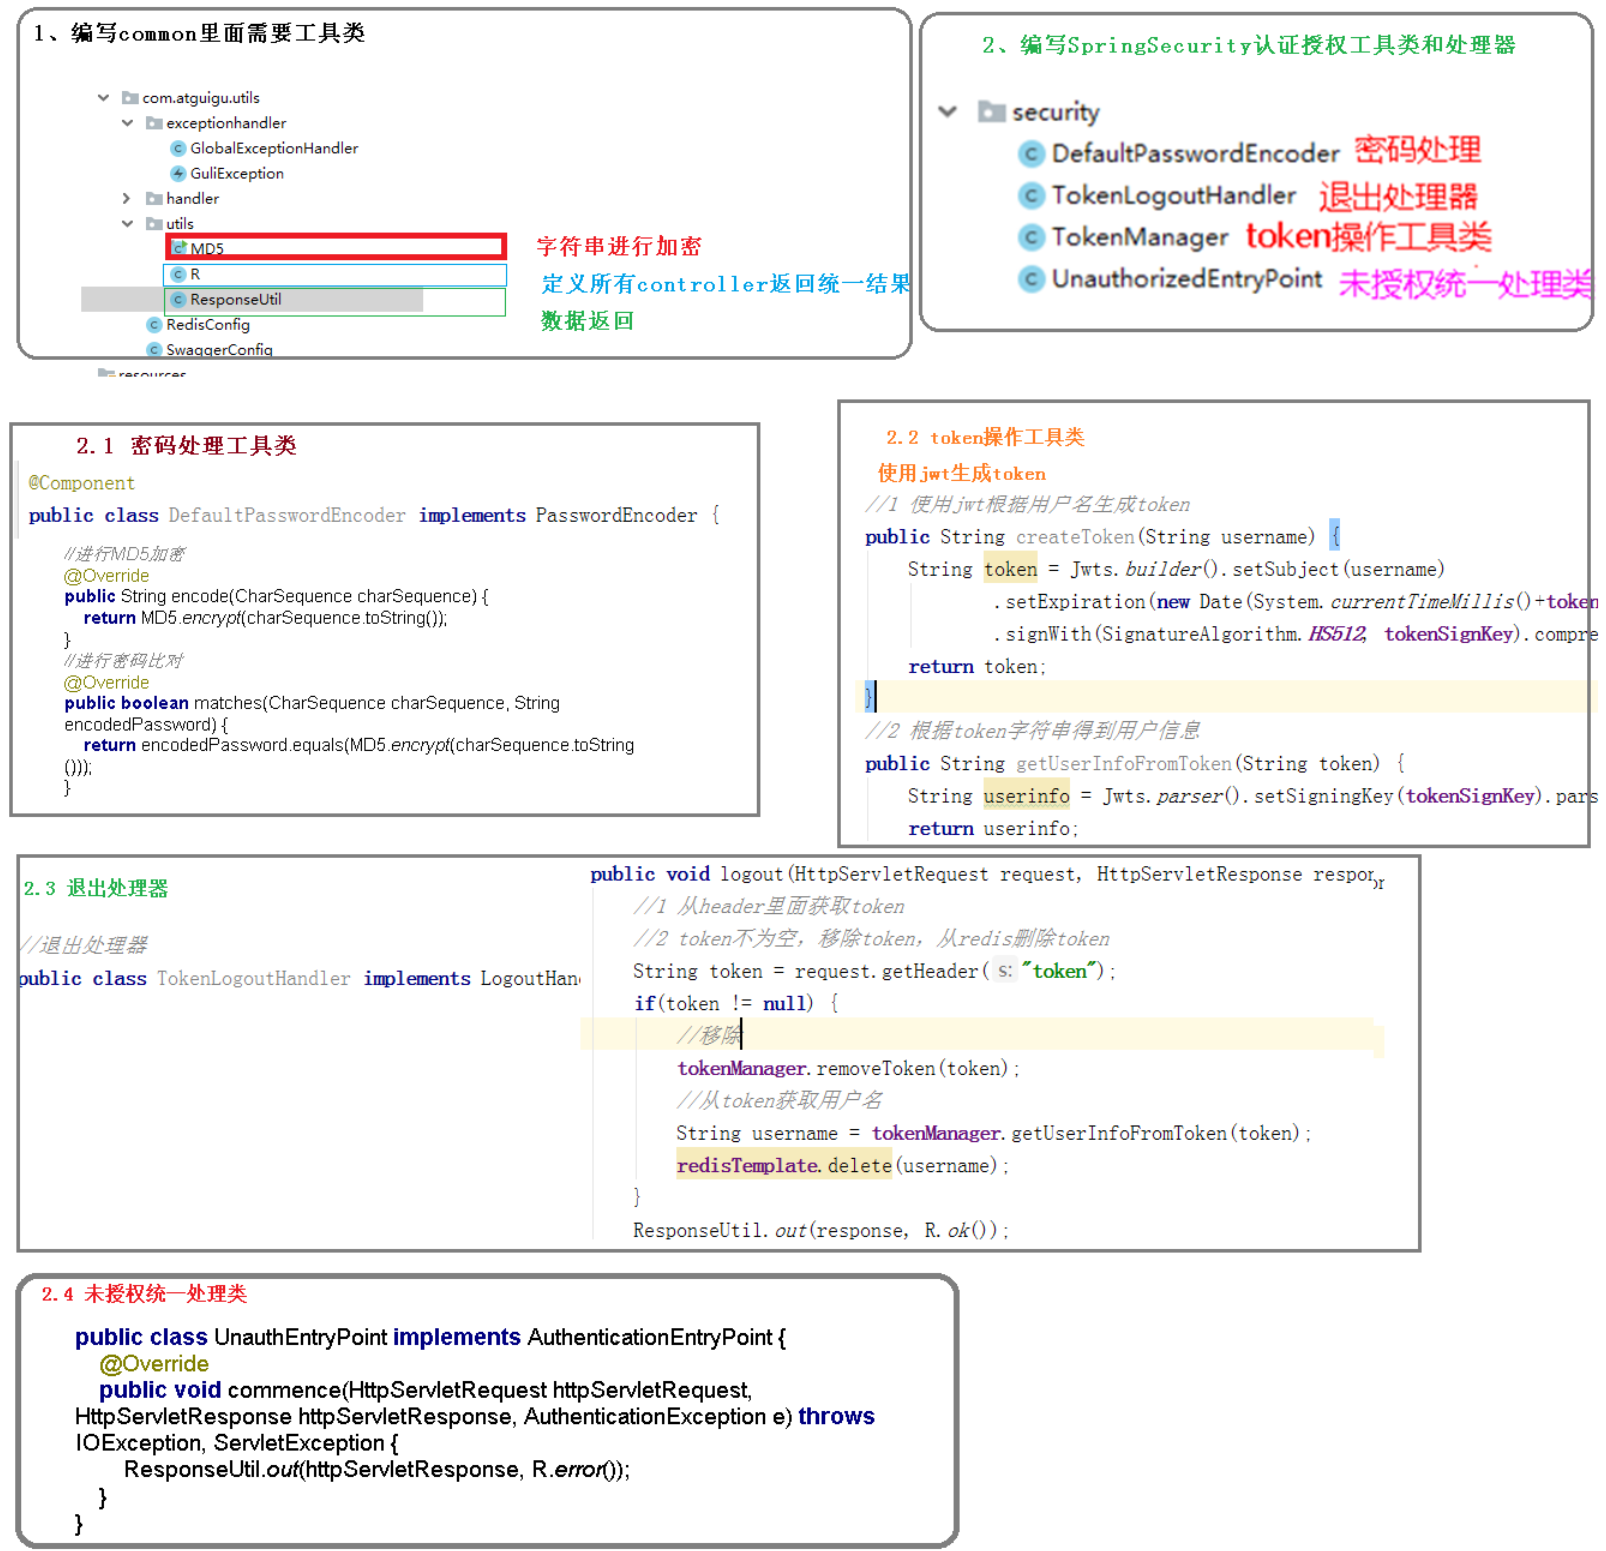 1、编写common里面需要工具类
com.atguigu.utils
exceptionhandler
GlobalExceptionHandler
GuliException
handler
utils
MD5
字符串进行加密
R
定义所有controller返回统一结果
ResponseUtil
数据返回
RedisConfig
SwaggerConfig
resources
2、编写SpringSecurity认证授权工具类和处理器
security
DefaultPasswordEncoder 密码处理
TokenLogoutHandler 退出处理器
TokenManager token操作工具类
UnauthorizedEntryPoint 未授权统一处理类
2.1 密码处理工具类
@Component
public class DefaultPasswordEncoder implements PasswordEncoder {
//进行MD5加密
@Override
public String encode(CharSequence charSequence) {
return MD5.encrypt(charSequence.toString());
}
//进行密码比对
@Override
public boolean matches(CharSequence charSequence, String
encodedPassword) {
return encodedPassword.equals(MD5.encrypt(charSequence.toString
()));
}
2.2 token操作工具类
使用jwt生成token
//1 使用jwt根据用户名生成token
public String createToken(String username) {
String token = Jwts.builder().setSubject(username)
.setExpiration(new Date(System.currentTimeMillis()+token
.signWith(SignatureAlgorithm.HS512, tokenSignKey).compre
return token;
}
//2 根据token字符串得到用户信息
public String getUserInfoFromToken(String token) {
String userinfo = Jwts.parser().setSigningKey(tokenSignKey).pars
return userinfo;
2.3 退出处理器
//退出处理器
public class TokenLogoutHandler implements LogoutHan
public void logout(HttpServletRequest request, HttpServletResponse respon
//1 从header里面获取token
//2 token不为空，移除token，从redis删除token
String token = request.getHeader( s: "token");
if(token != null) {
//移除
tokenManager.removeToken(token);
//从token获取用户名
String username = tokenManager.getUserInfoFromToken(token);
redisTemplate.delete(username);
}
ResponseUtil.out(response, R.ok());
2.4 未授权统一处理类
public class UnauthEntryPoint implements AuthenticationEntryPoint {
@Override
public void commence(HttpServletRequest httpServletRequest,
HttpServletResponse httpServletResponse, AuthenticationException e) throws
IOException, ServletException {
ResponseUtil.out(httpServletResponse, R.error());
}
}